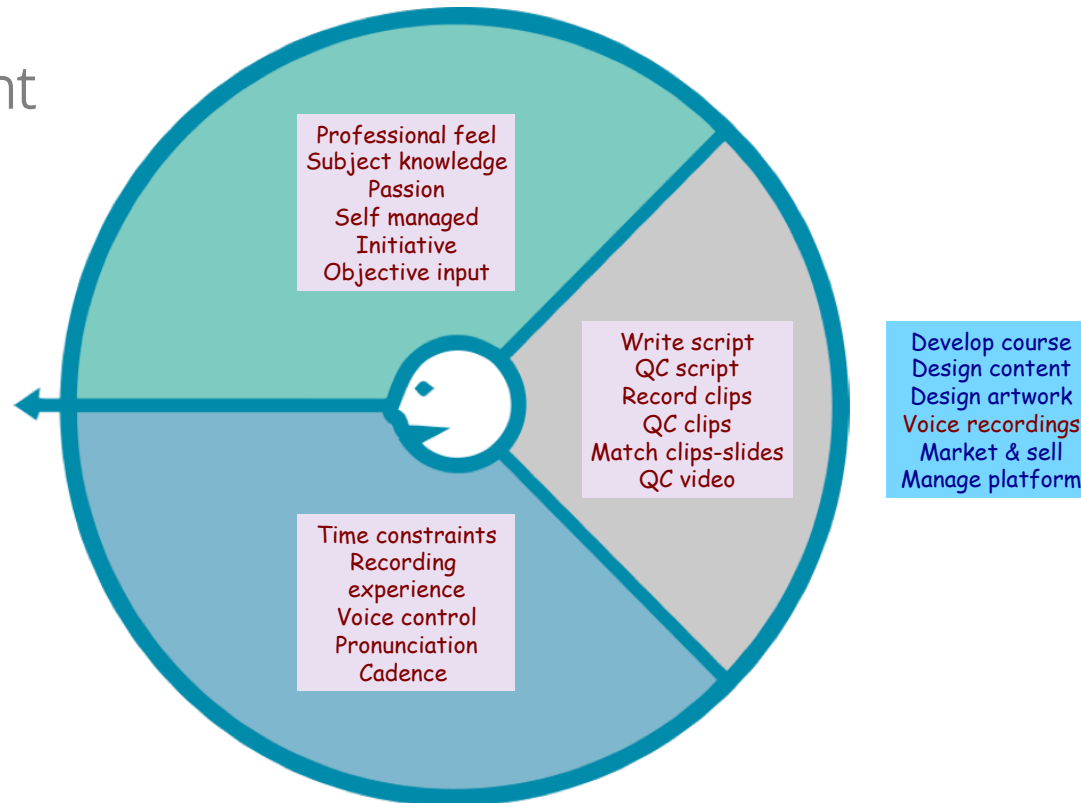 nt
Professional feel
Subject knowledge
Passion
Self managed
Initiative
Objective input
Write script
QC script
Record clips
QC clips
Match clips-slides
QC video
Develop course
Design content
Design artwork
Voice recordings
Market & sell
Manage platform
Time constraints
Recording
experience
Voice control
Pronunciation
Cadence